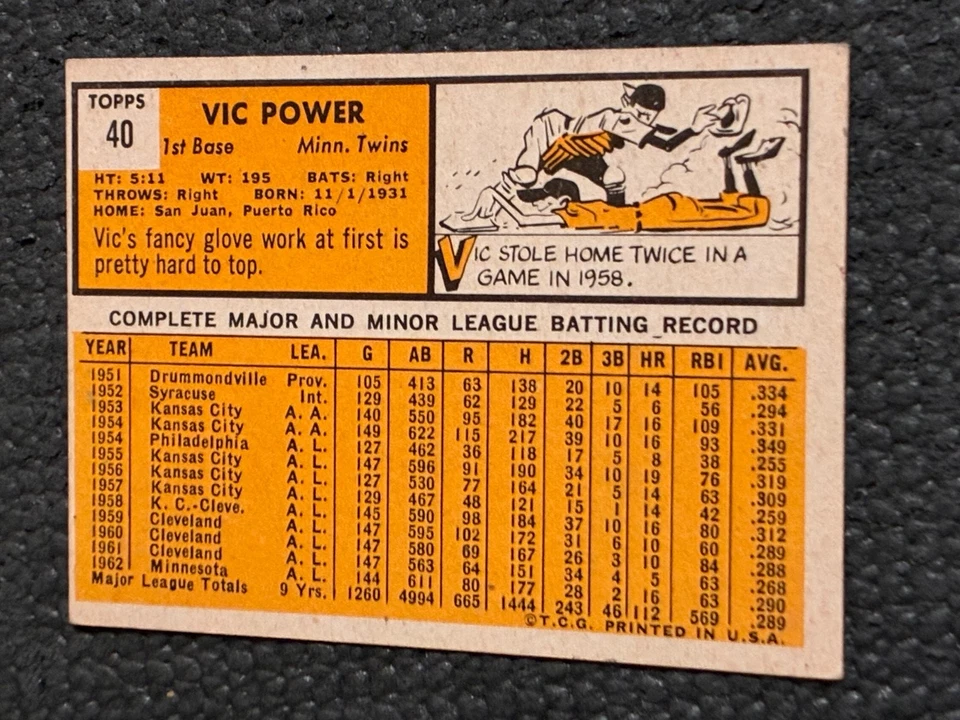 TOPPS
40
VIC POWER
1st Base Minn. Twins
HT: 5:11 WT: 195 BATS: Right
THROWS: Right BORN: 11/1/1931
HOME: San Juan, Puerto Rico
Vic's fancy glove work at first is
pretty hard to top.
VIC STOLE HOME TWICE IN A
GAME IN 1958.
COMPLETE MAJOR AND MINOR LEAGUE BATTING RECORD
YEAR TEAM LEA. G AB R H 2B 3B HR RBI AVG.
1951 Drummondville Prov. 105 413 63 138 20 10 14 105 .334
1952 Syracuse Int. 129 439 62 129 22 5 6 56 .294
1953 Kansas City A. A. 140 550 95 182 40 17 16 109 .331
1954 Kansas City A. A. 149 622 115 217 39 10 16 93 .349
1954 Philadelphia A. L. 127 462 36 118 17 5 8 38 .255
1955 Kansas City A. L. 147 596 91 190 34 10 19 76 .319
1956 Kansas City A. L. 127 530 77 164 21 5 14 63 .309
1957 Kansas City A. L. 129 467 48 121 15 1 14 42 .259
1958 K. C.-Cleve. A. L. 145 590 98 184 37 10 16 80 .312
1959 Cleveland A. L. 147 595 102 172 31 6 10 60 .289
1960 Cleveland A. L. 147 580 69 167 26 3 10 84 .288
1961 Cleveland A. L. 147 563 64 151 34 4 5 63 .268
1962 Minnesota A. L. 144 611 80 177 28 2 16 63 .290
Major League Totals 9 Yrs. 1260 4994 665 1444 243 46 112 569 .289
©T.C.G. PRINTED IN U.S.A.